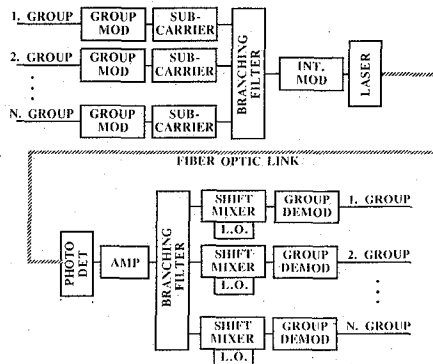 1. GROUP
GROUP MOD
SUB-CARRIER
2. GROUP
GROUP MOD
SUB-CARRIER
N. GROUP
GROUP MOD
SUB-CARRIER
BRANCHING FILTER
INT. MOD
LASER
FIBER OPTIC LINK
PHOTO DET
AMP
BRANCHING FILTER
SHIFT MIXER
L.O.
GROUP DEMOD
1. GROUP
SHIFT MIXER
L.O.
GROUP DEMOD
2. GROUP
SHIFT MIXER
L.O.
GROUP DEMOD
N. GROUP